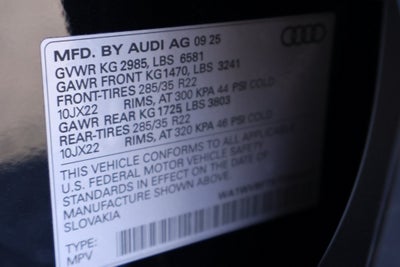 MFD. BY AUDI AG 09 25
GVWR KG 2985, LBS 6581
GAWR FRONT KG1470, LBS 3241
FRONT-TIRES 285/35 R22
10JX22 RIMS, AT 300 KPA 44 PSI COLD
GAWR REAR KG 1725, LBS 3803
REAR-TIRES 285/35 R22
10JX22 RIMS, AT 320 KPA 46 PSI COLD
THIS VEHICLE CONFORMS TO ALL APPLICABLE
U.S. FEDERAL MOTOR VEHICLE SAFETY
STANDARDS IN EFFECT ON THE DATE OF
MANUFACTURE SHOWN ABOVE
SLOVAKIA
TYPE:
MPV